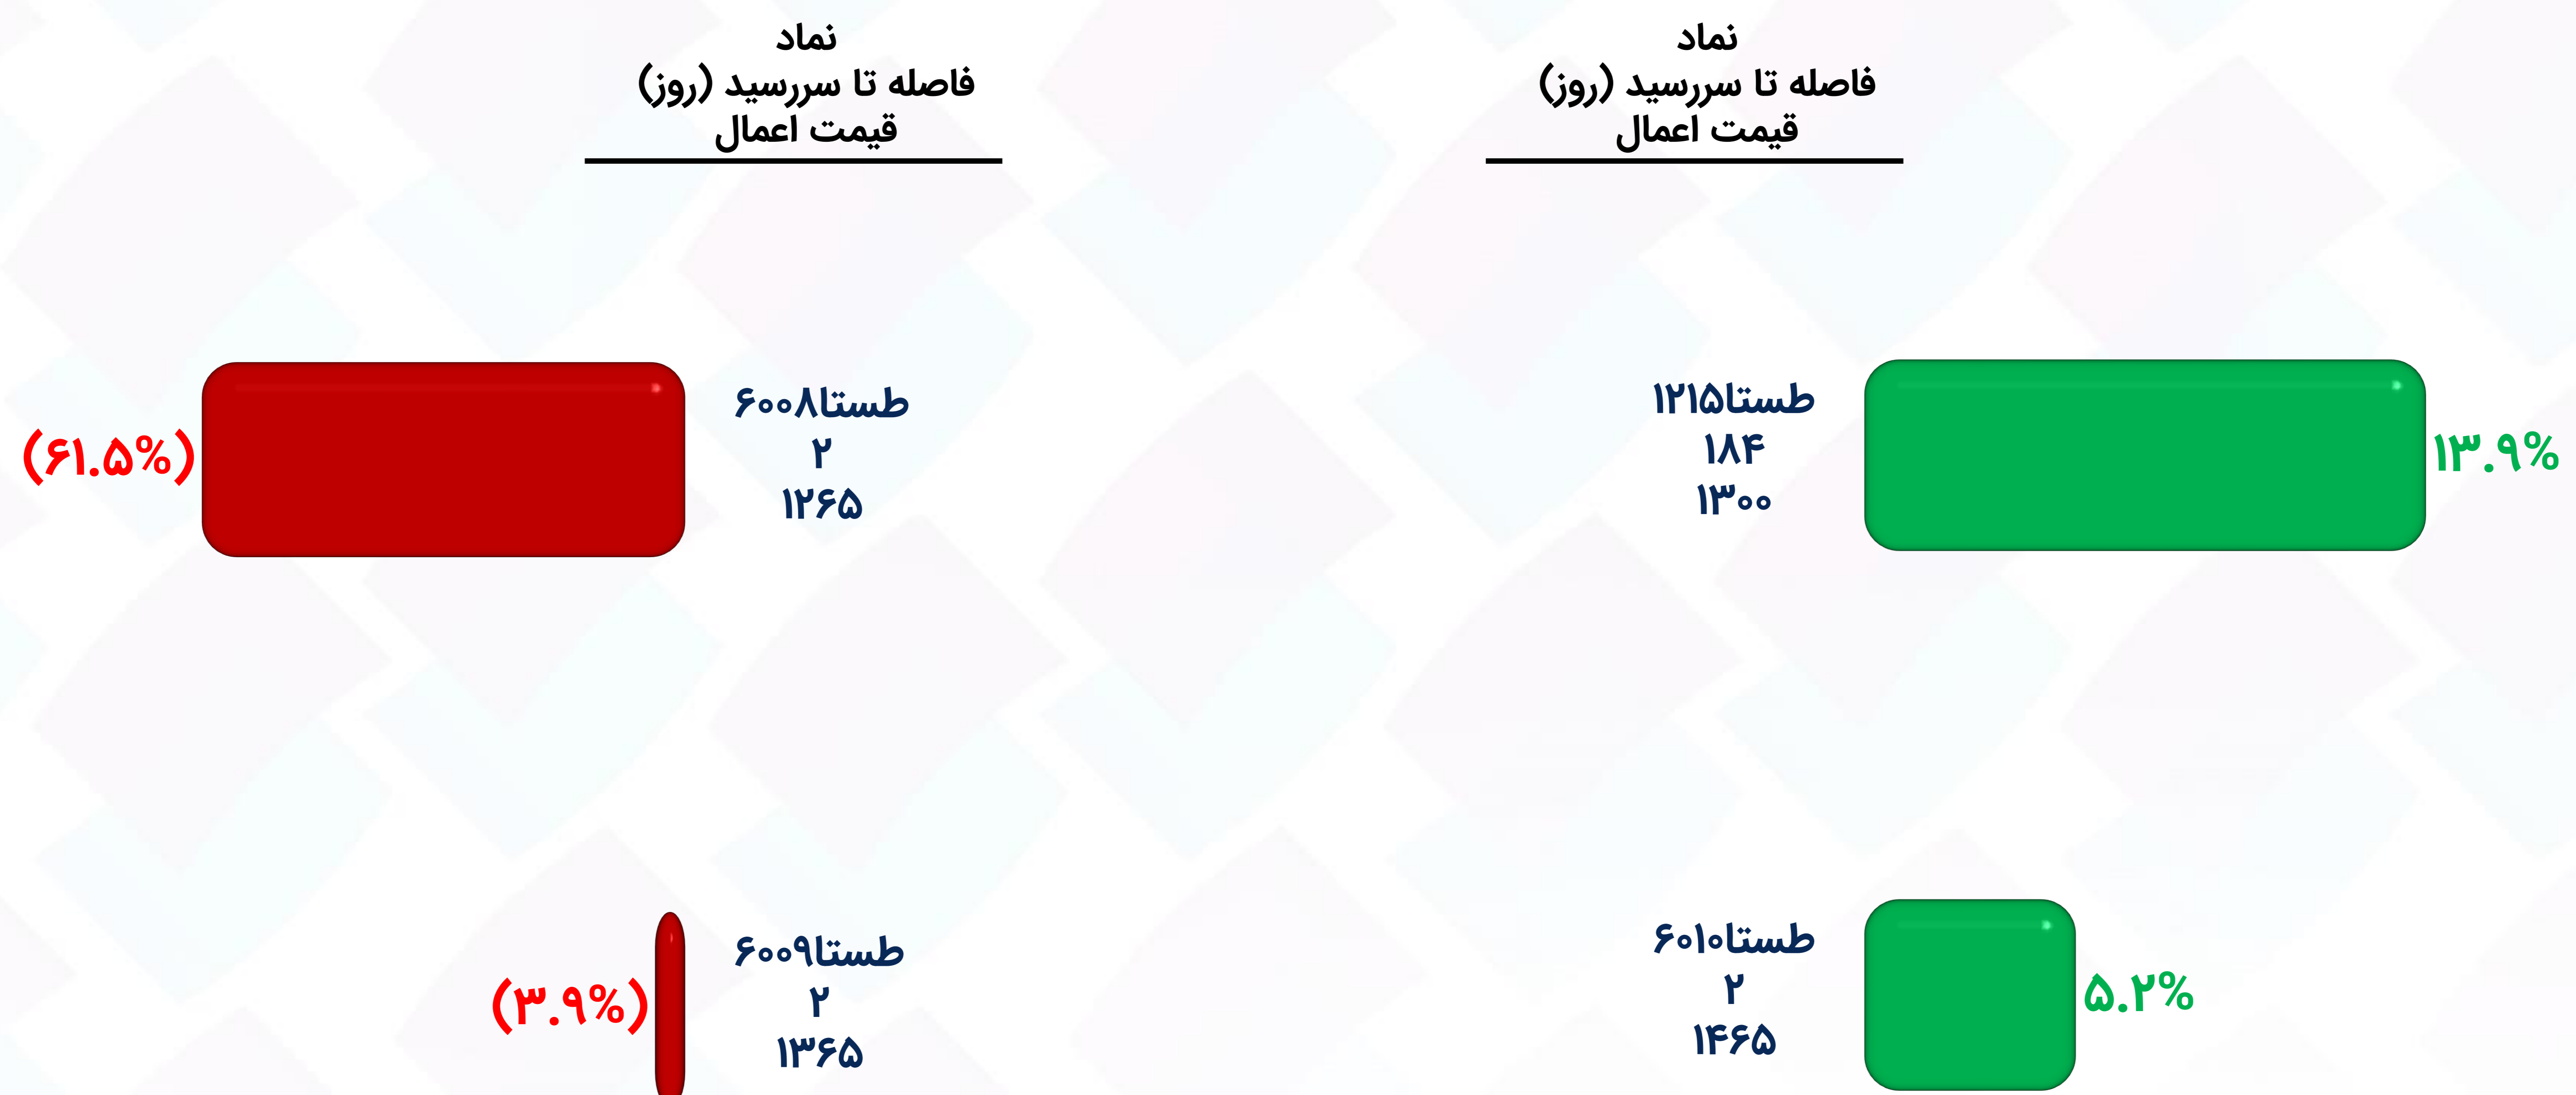 نماد
فاصله تا سررسید (روز)
قیمت اعمال
طستا۱۲۱۵
۱۸۴
۱۳۰۰
۱۳.۹%
طستا۶۰۱۰
۲
۱۴۶۵
۵.۲%
نماد
فاصله تا سررسید (روز)
قیمت اعمال
طستا۶۰۰۸
۲
۱۲۶۵
(۶۱.۵%)
طستا۶۰۰۹
۲
۱۳۶۵
(۳.۹%)